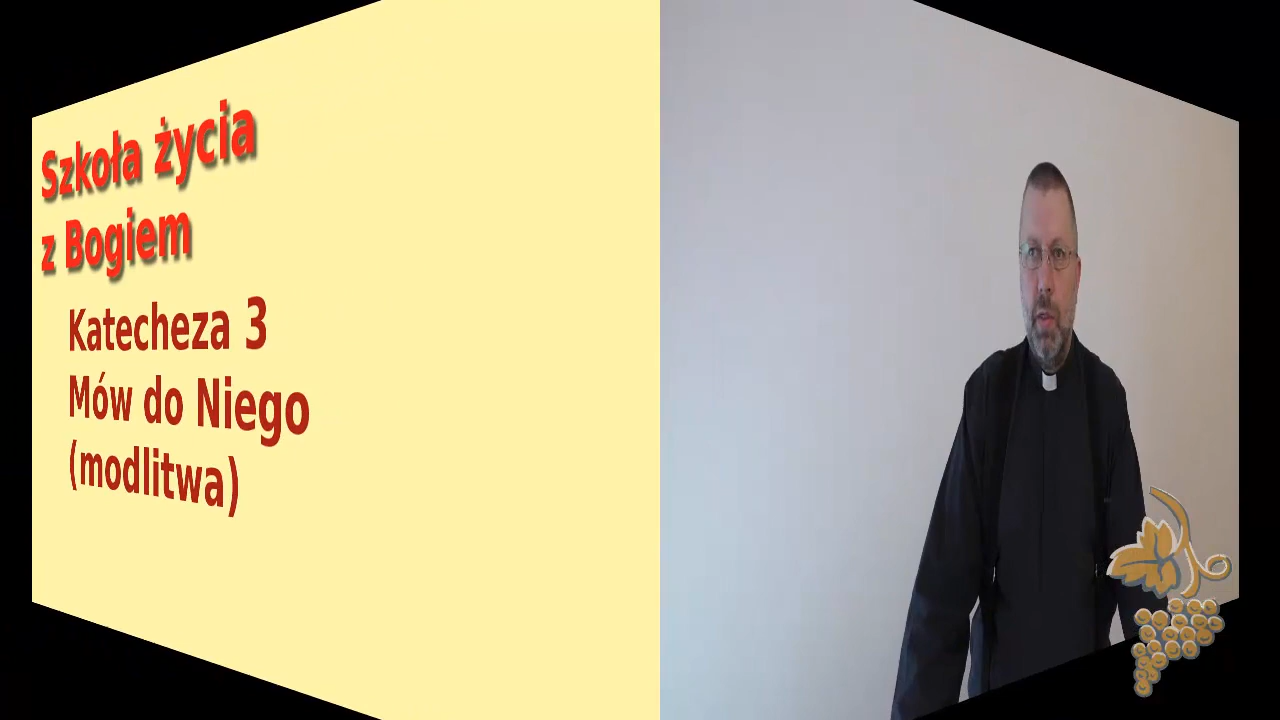 Szkoła życia
z Bogiem
Katecheza 3
Mów do Niego
(modlitwa)